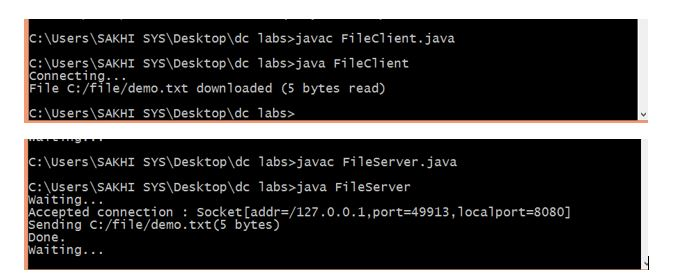 C:\Users\SAKHI SYS\Desktop\dc labs>javac FileClient.java
C:\Users\SAKHI SYS\Desktop\dc labs>java FileClient
Connecting...
File C:/file/demo.txt downloaded (5 bytes read)
C:\Users\SAKHI SYS\Desktop\dc labs>
Waiting...
C:\Users\SAKHI SYS\Desktop\dc labs>javac FileServer.java
C:\Users\SAKHI SYS\Desktop\dc labs>java FileServer
Waiting...
Accepted connection : Socket[addr=/127.0.0.1,port=49913,localport=8080]
Sending C:/file/demo.txt(5 bytes)
Done.
Waiting...